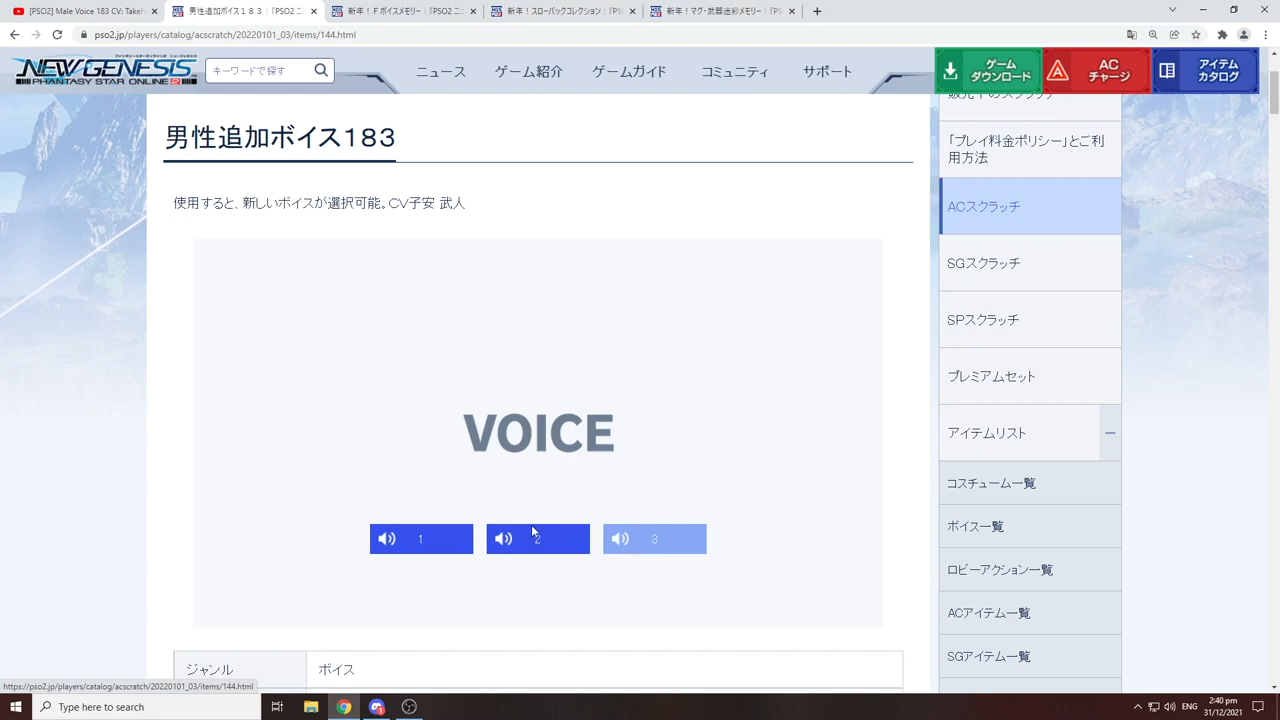 [PSO2] Male Voice 183 CV: Takeh
男性追加ボイス１８３ | 『PSO2 ニ
新年！Ｆボイスメモリー | 『PSO2 ニ
新年！スローバックコレクション | 『PS
新年！マグ・武器迷彩メモリー | 『PS
pso2.jp/players/catalog/acscratch/20220101_03/items/144.html
NEW GENESIS
PHANTASY STAR ONLINE 2
キーワードで探す
ニュース
ゲーム紹介
ゲームガイド
コミュニティ
サポート
ゲーム
ダウンロード
AC
チャージ
アイテム
カタログ
男性追加ボイス１８３
使用すると、新しいボイスが選択可能。CV子安 武人
VOICE
1
2
3
ジャンル
ボイス
販売中のスクラッチ
「プレイ料金ポリシー」とご利
用方法
ACスクラッチ
SGスクラッチ
SPスクラッチ
プレミアムセット
アイテムリスト
コスチューム一覧
ボイス一覧
ロビーアクション一覧
ACアイテム一覧
SGアイテム一覧
https://pso2.jp/players/catalog/acscratch/20220101_03/items/144.html
Type here to search
ENG
2:40 pm
31/12/2021